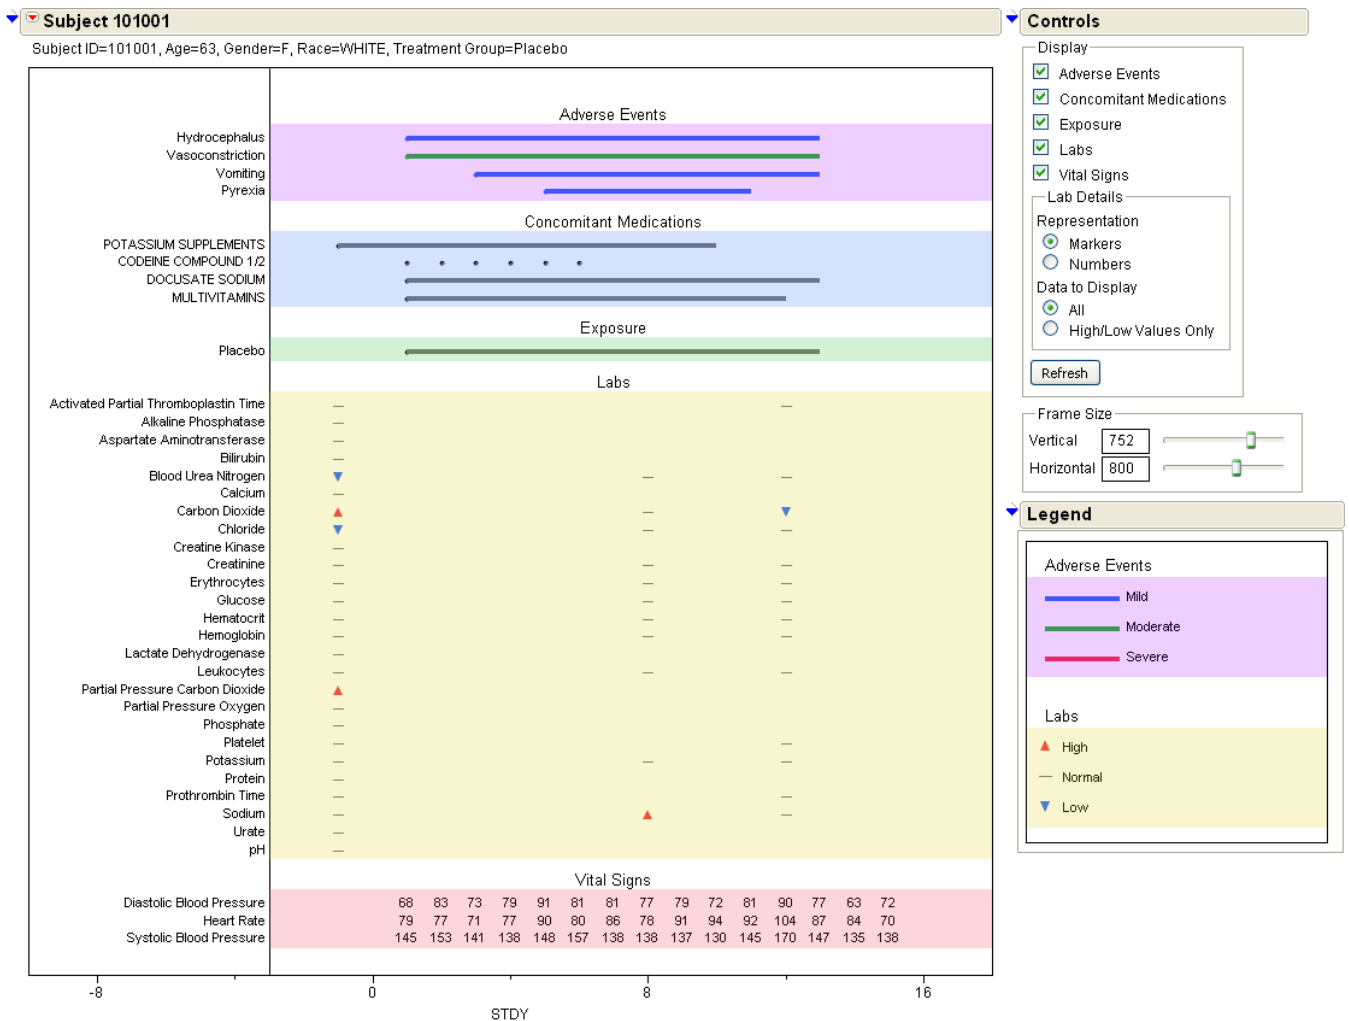 Subject 101001
Subject ID=101001, Age=63, Gender=F, Race=WHITE, Treatment Group=Placebo
Adverse Events
Hydrocephalus
Vasoconstriction
Vomiting
Pyrexia
Concomitant Medications
POTASSIUM SUPPLEMENTS
CODEINE COMPOUND 1/2
DOCUSATE SODIUM
MULTIVITAMINS
Exposure
Placebo
Labs
Activated Partial Thromboplastin Time
Alkaline Phosphatase
Aspartate Aminotransferase
Bilirubin
Blood Urea Nitrogen
Calcium
Carbon Dioxide
Chloride
Creatine Kinase
Creatinine
Erythrocytes
Glucose
Hematocrit
Hemoglobin
Lactate Dehydrogenase
Leukocytes
Partial Pressure Carbon Dioxide
Partial Pressure Oxygen
Phosphate
Platelet
Potassium
Protein
Prothrombin Time
Sodium
Urate
pH
Vital Signs
Diastolic Blood Pressure 68 83 73 79 91 81 81 77 79 72 81 90 77 63 72
Heart Rate 79 77 71 77 90 80 86 78 91 94 92 104 87 84 70
Systolic Blood Pressure 145 153 141 138 148 157 138 138 137 130 145 170 147 135 138
-8 0 8 16
STDY
Controls
Display
Adverse Events
Concomitant Medications
Exposure
Labs
Vital Signs
Lab Details
Representation
Markers
Numbers
Data to Display
All
High/Low Values Only
Refresh
Frame Size
Vertical 752
Horizontal 800
Legend
Adverse Events
Mild
Moderate
Severe
Labs
High
Normal
Low